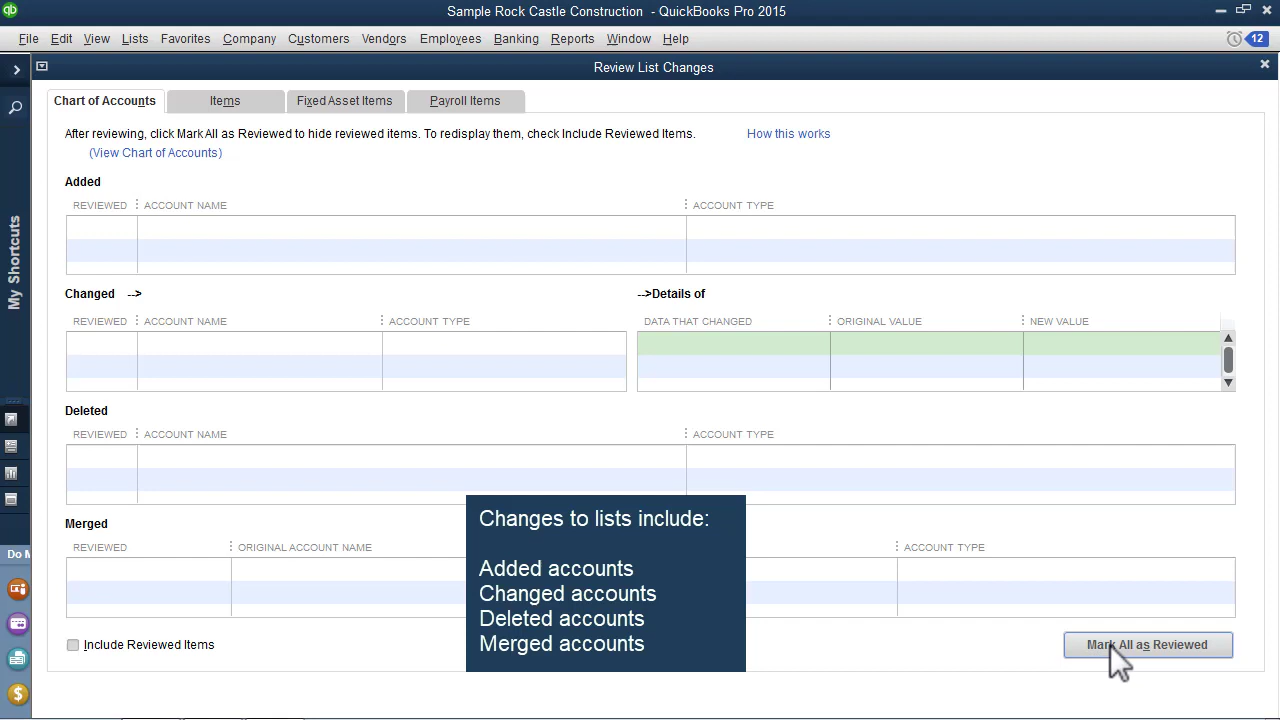 qb
Sample Rock Castle Construction - QuickBooks Pro 2015
File Edit View Lists Favorites Company Customers Vendors Employees Banking Reports Window Help
12
Review List Changes
Chart of Accounts Items Fixed Asset Items Payroll Items
After reviewing, click Mark All as Reviewed to hide reviewed items. To redisplay them, check Include Reviewed Items. How this works
(View Chart of Accounts)
Added
REVIEWED ACCOUNT NAME ACCOUNT TYPE
My Shortcuts
Changed --> -->Details of
REVIEWED ACCOUNT NAME ACCOUNT TYPE DATA THAT CHANGED ORIGINAL VALUE NEW VALUE
Deleted
REVIEWED ACCOUNT NAME ACCOUNT TYPE
Merged
REVIEWED ORIGINAL ACCOUNT NAME ACCOUNT TYPE
Do M
Changes to lists include:
Added accounts
Changed accounts
Deleted accounts
Merged accounts
Include Reviewed Items
Mark All as Reviewed
$